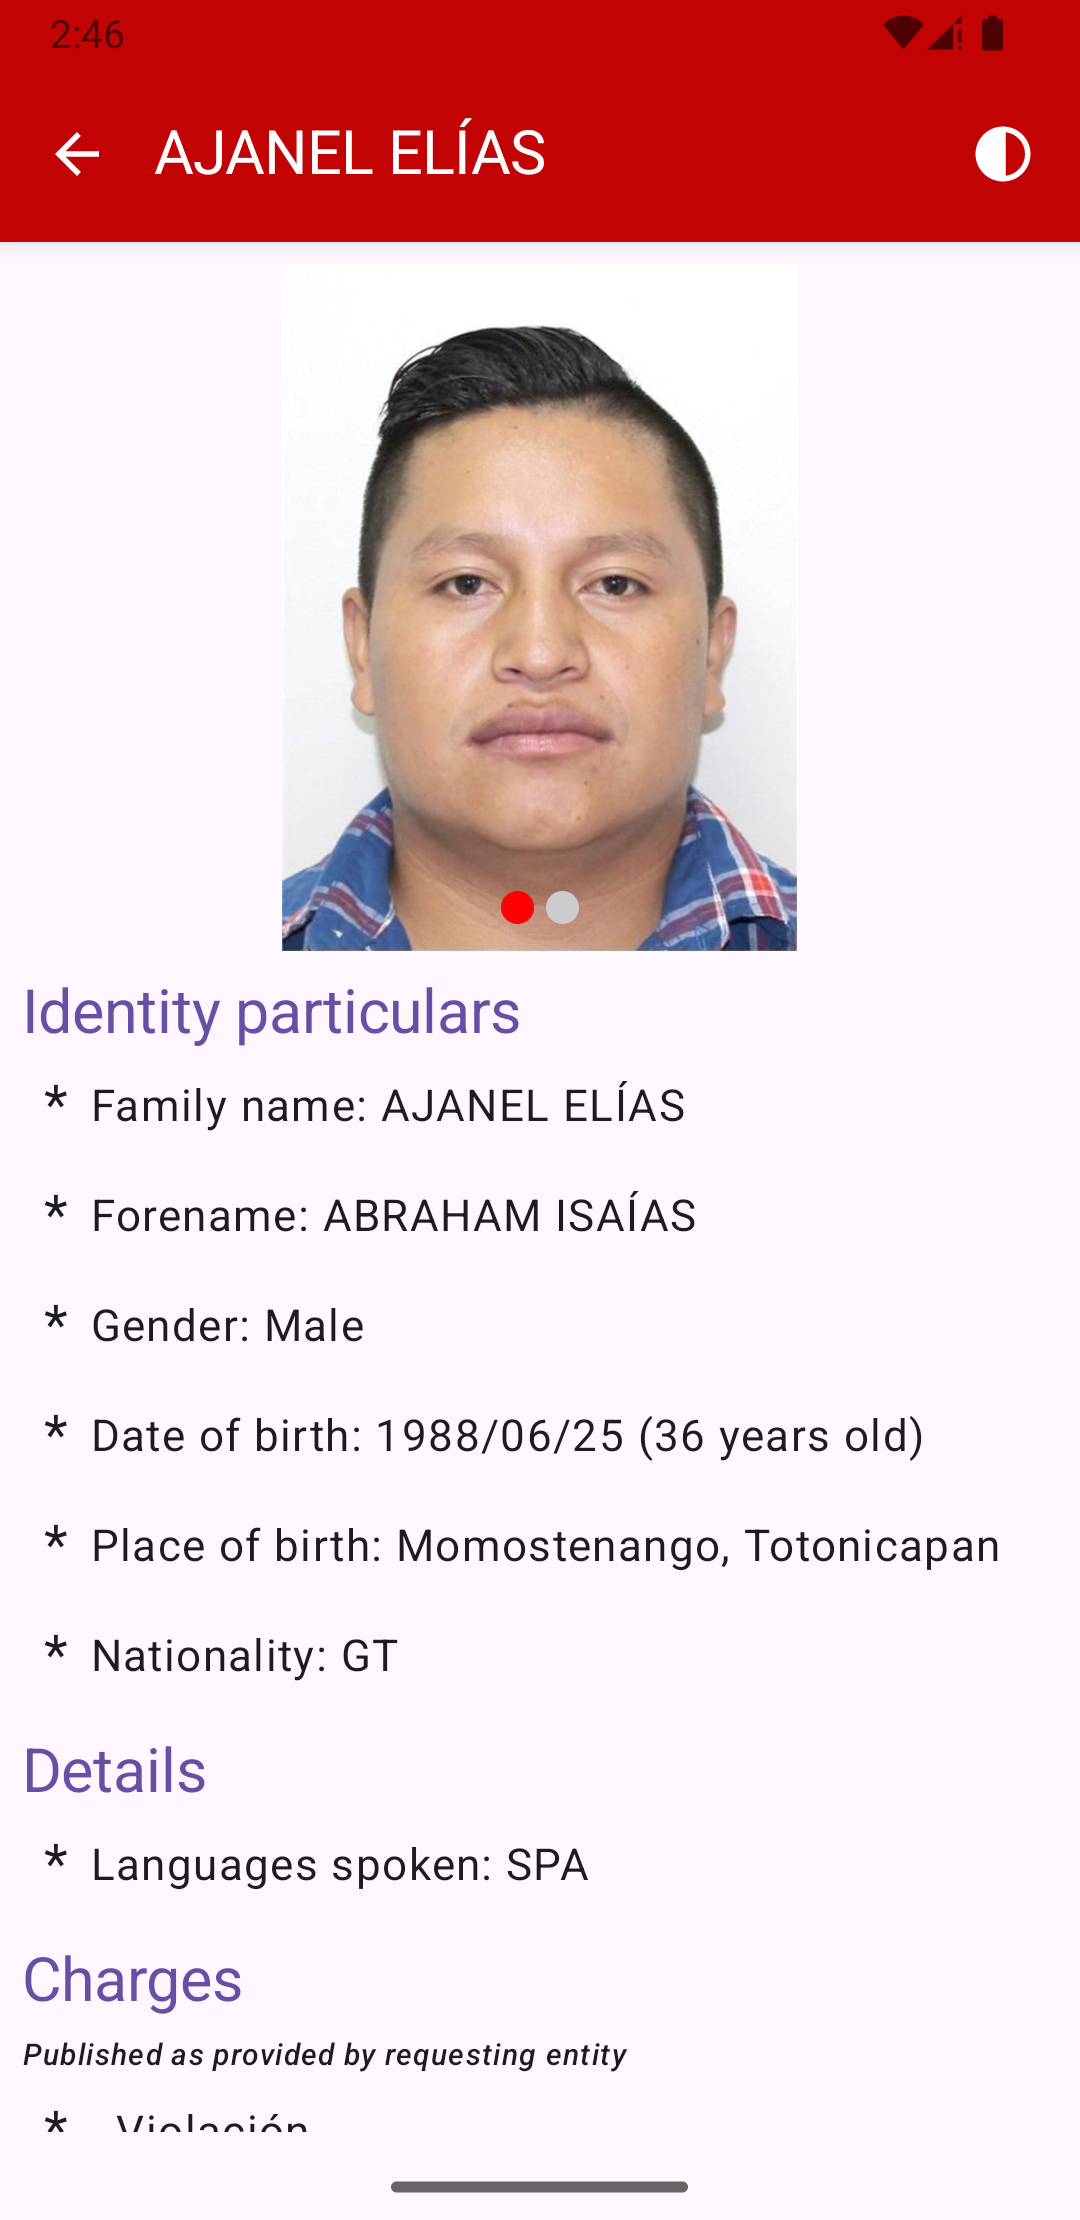 2:46
AJANEL ELÍAS
Identity particulars
* Family name: AJANEL ELÍAS
* Forename: ABRAHAM ISAÍAS
* Gender: Male
* Date of birth: 1988/06/25 (36 years old)
* Place of birth: Momostenango, Totonicapan
* Nationality: GT
Details
* Languages spoken: SPA
Charges
Published as provided by requesting entity
* Violación